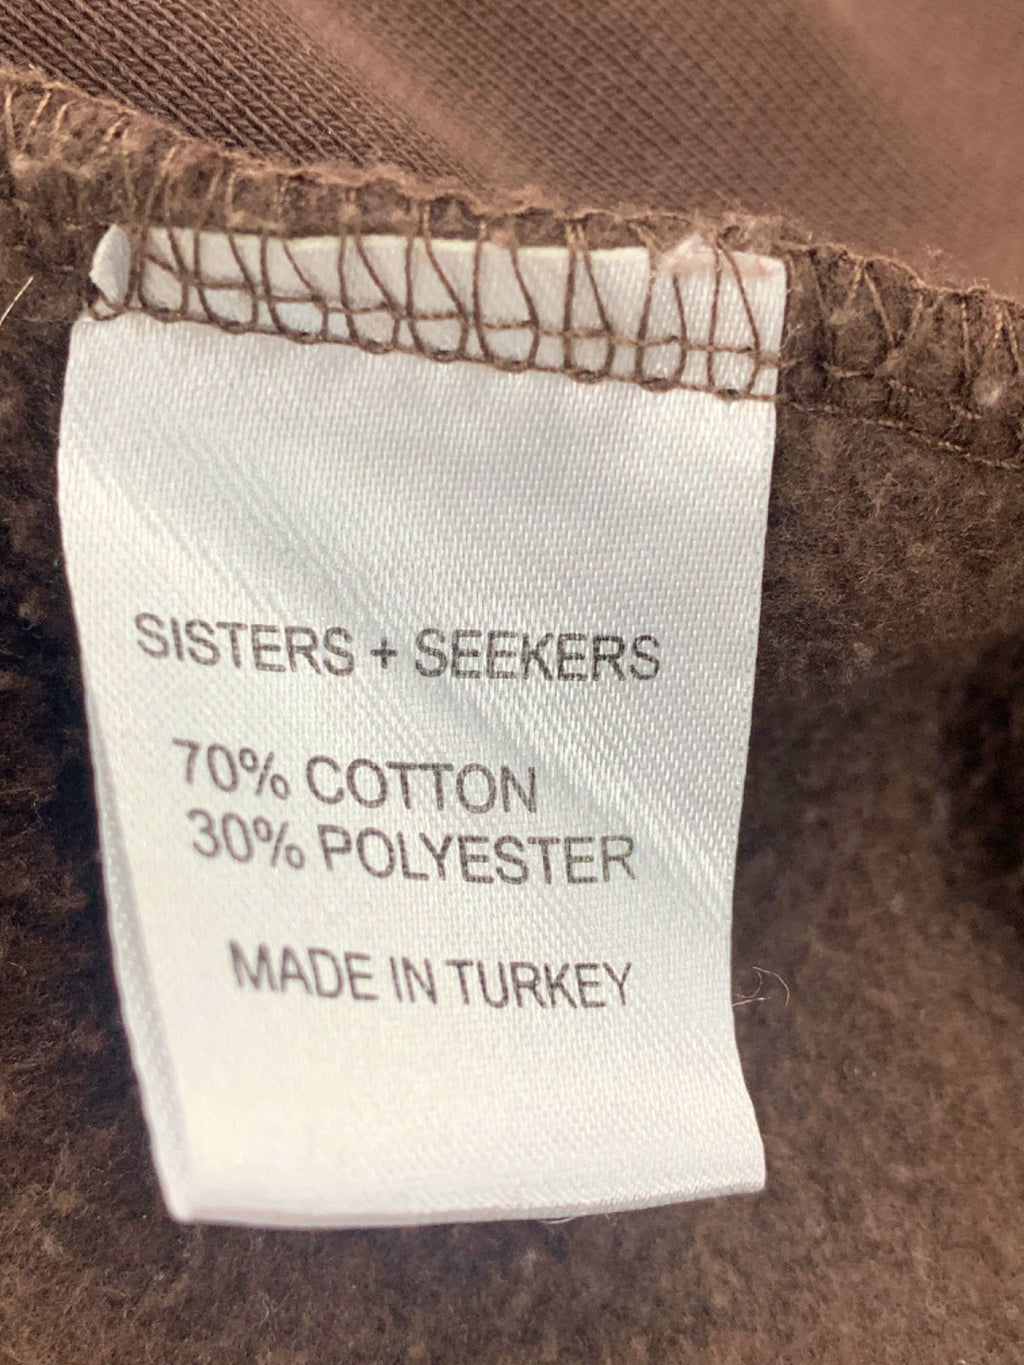 SISTERS + SEEKERS
70% COTTON
30% POLYESTER
MADE IN TURKEY